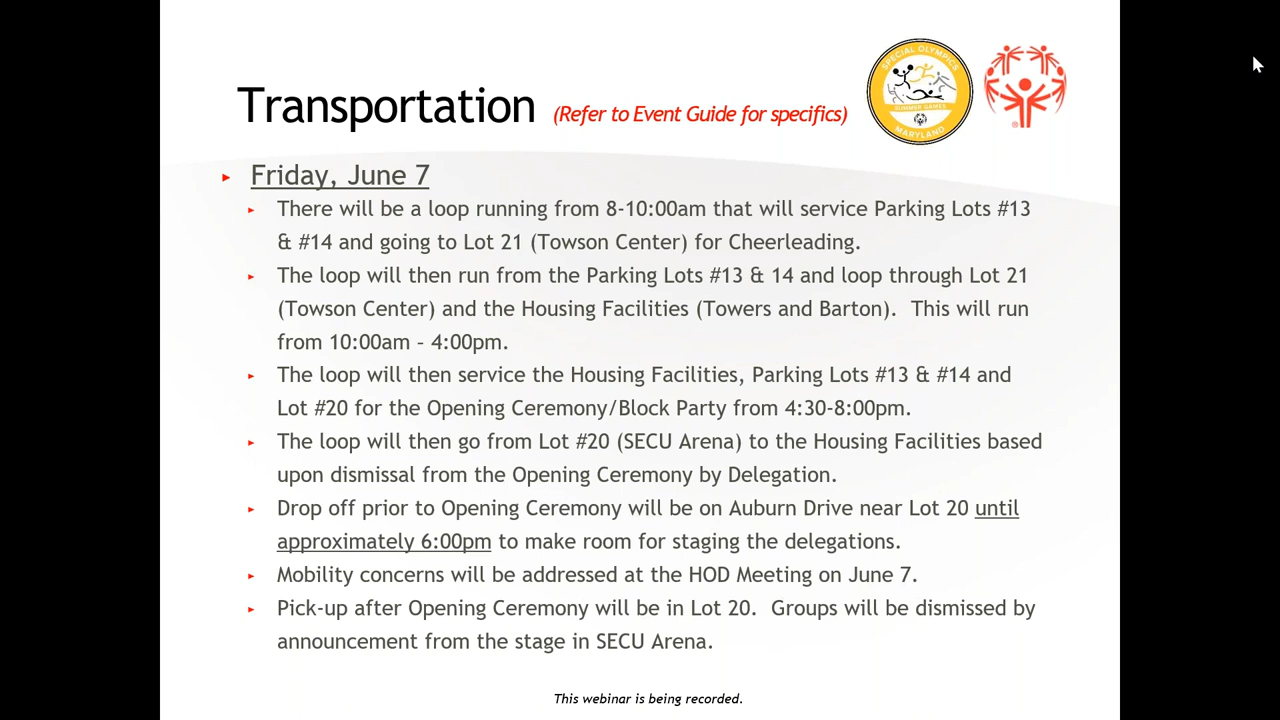 SPECIAL OLYMPICS
SUMMER GAMES
MARYLAND
Transportation (Refer to Event Guide for specifics)
Friday, June 7
There will be a loop running from 8-10:00am that will service Parking Lots #13
& #14 and going to Lot 21 (Towson Center) for Cheerleading.
The loop will then run from the Parking Lots #13 & 14 and loop through Lot 21
(Towson Center) and the Housing Facilities (Towers and Barton).  This will run
from 10:00am – 4:00pm.
The loop will then service the Housing Facilities, Parking Lots #13 & #14 and
Lot #20 for the Opening Ceremony/Block Party from 4:30-8:00pm.
The loop will then go from Lot #20 (SECU Arena) to the Housing Facilities based
upon dismissal from the Opening Ceremony by Delegation.
Drop off prior to Opening Ceremony will be on Auburn Drive near Lot 20 until
approximately 6:00pm to make room for staging the delegations.
Mobility concerns will be addressed at the HOD Meeting on June 7.
Pick-up after Opening Ceremony will be in Lot 20.  Groups will be dismissed by
announcement from the stage in SECU Arena.
This webinar is being recorded.